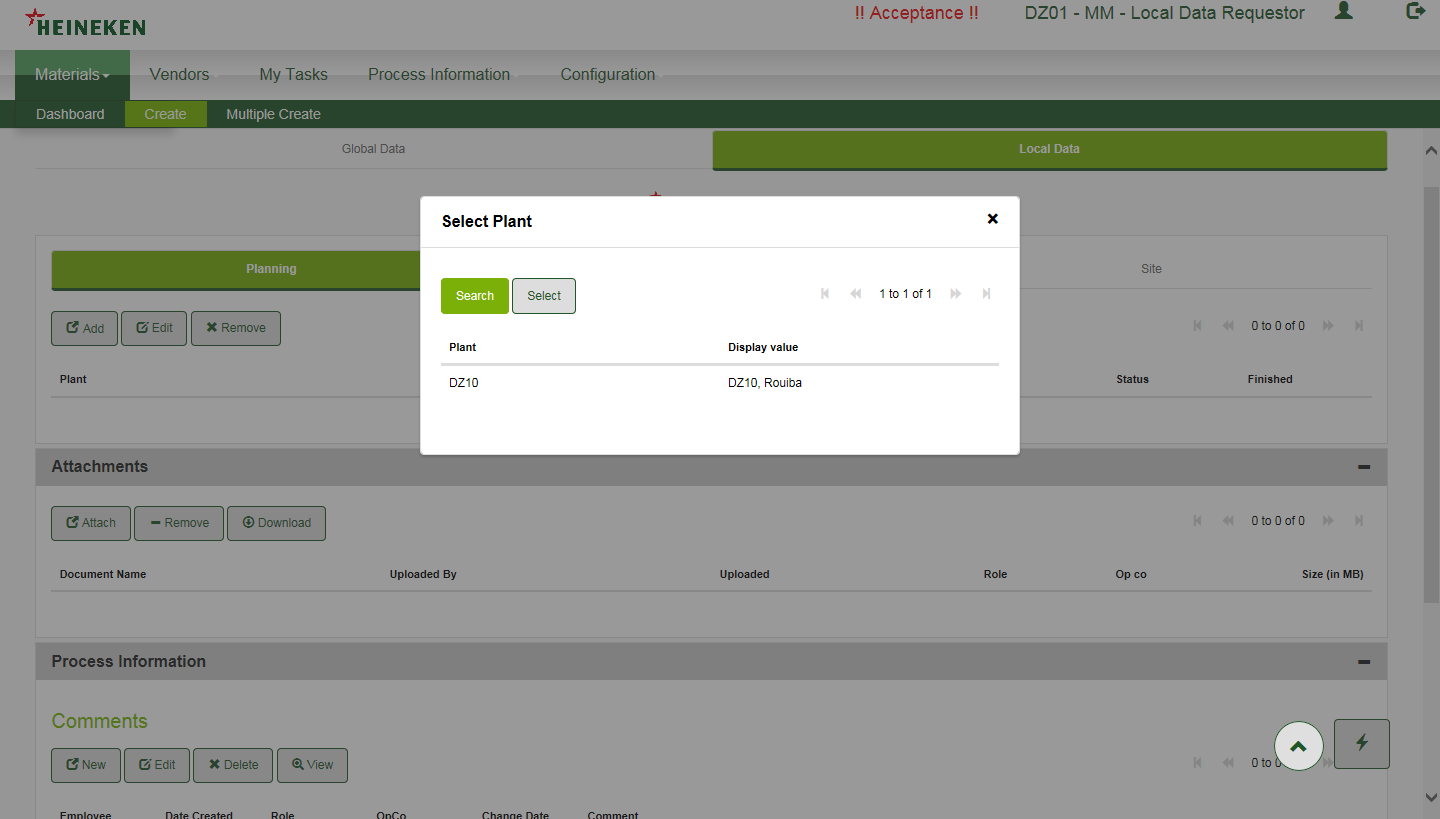 HEINEKEN
!! Acceptance !! DZ01 - MM - Local Data Requestor
Materials Vendors My Tasks Process Information Configuration
Dashboard Create Multiple Create
Global Data Local Data
Select Plant
Planning Site
Search Select 1 to 1 of 1
Add Edit Remove 0 to 0 of 0
Plant Display value
Plant Status Finished
DZ10 DZ10, Rouiba
Attachments
Attach Remove Download 0 to 0 of 0
Document Name Uploaded By Uploaded Role Op co Size (in MB)
Process Information
Comments
New Edit Delete View 0 to 0
Employee Date Created Role OpCo Change Date Comment